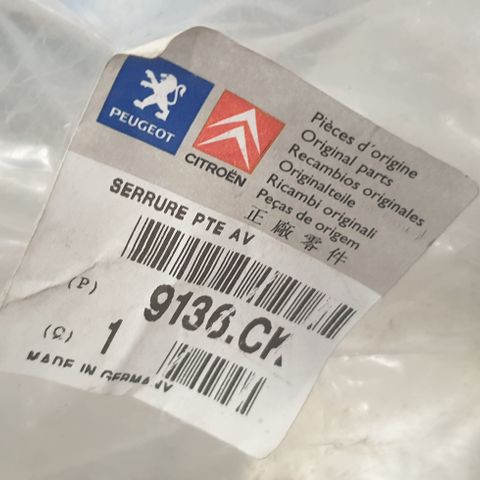 PEUGEOT
CITROËN
Pièces d'origine
Original parts
Recambios originales
Originalteile
Ricambi originali
Peças de origem
正廠零件
SERRURE PTE AV
(P) 9136.CK
(Q) 1
MADE IN GERMANY